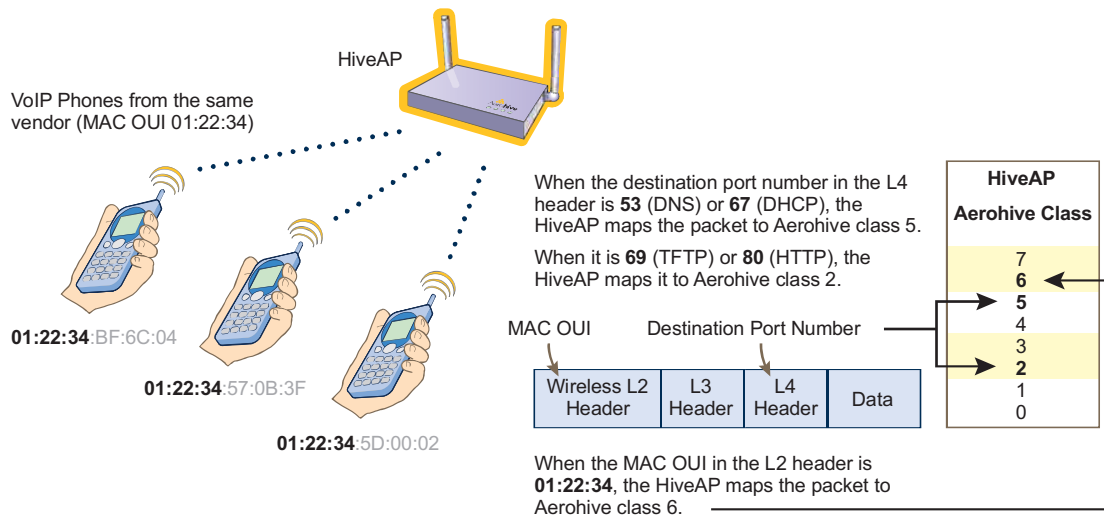 HiveAP
VoIP Phones from the same
vendor (MAC OUI 01:22:34)
Aerohive
01:22:34:BF:6C:04
01:22:34:57:0B:3F
01:22:34:5D:00:02
When the destination port number in the L4
header is 53 (DNS) or 67 (DHCP), the
HiveAP maps the packet to Aerohive class 5.
When it is 69 (TFTP) or 80 (HTTP), the
HiveAP maps it to Aerohive class 2.
MAC OUI
Destination Port Number
Wireless L2
Header
L3
Header
L4
Header
Data
When the MAC OUI in the L2 header is
01:22:34, the HiveAP maps the packet to
Aerohive class 6.
HiveAP
Aerohive Class
7
6
5
4
3
2
1
0